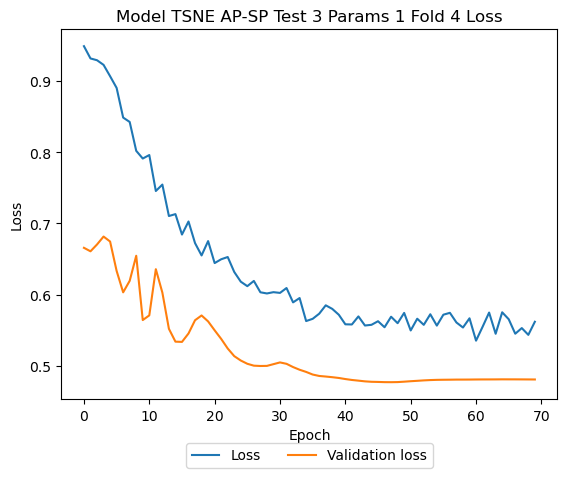 Model TSNE AP-SP Test 3 Params 1 Fold 4 Loss
Loss
0.9
0.8
0.7
0.6
0.5
0 10 20 30 40 50 60 70
Epoch
Loss Validation loss